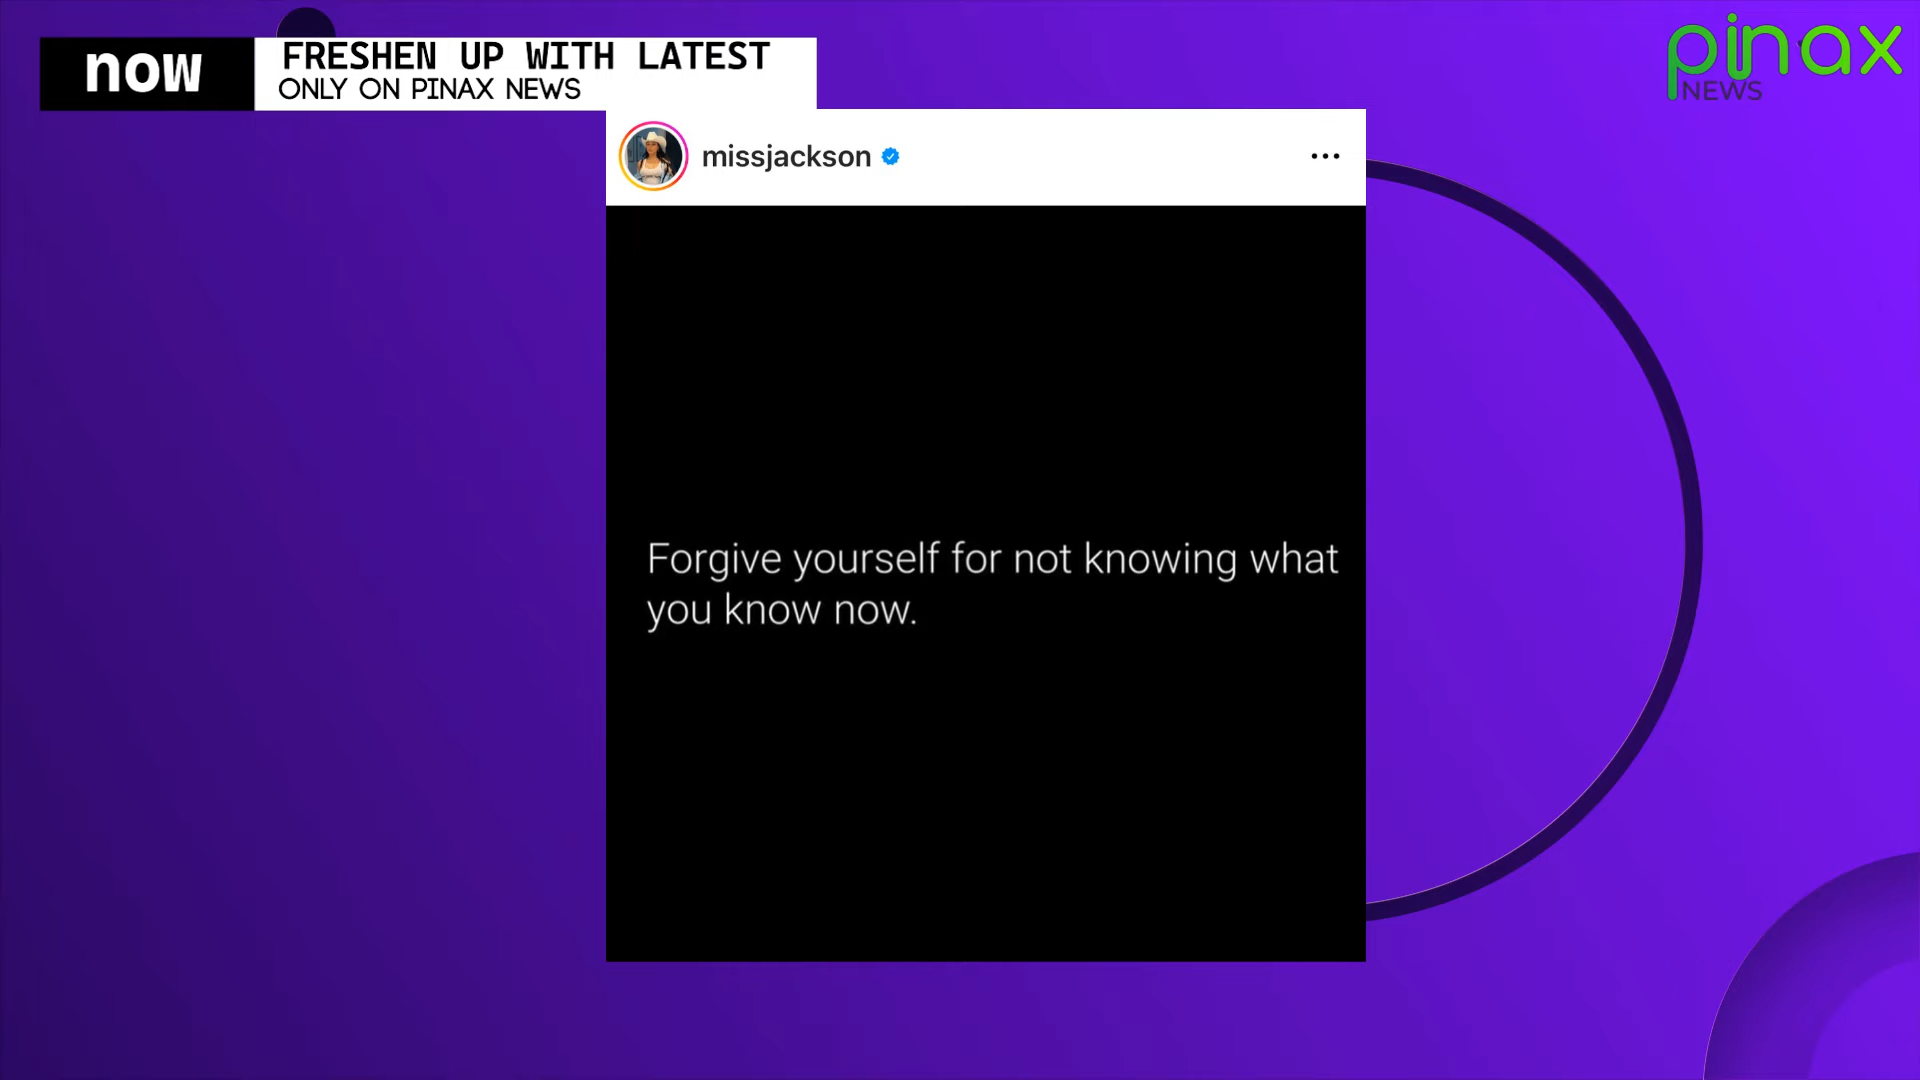 now
FRESHEN UP WITH LATEST
ONLY ON PINAX NEWS
pinax
NEWS
missjackson
Forgive yourself for not knowing what
you know now.